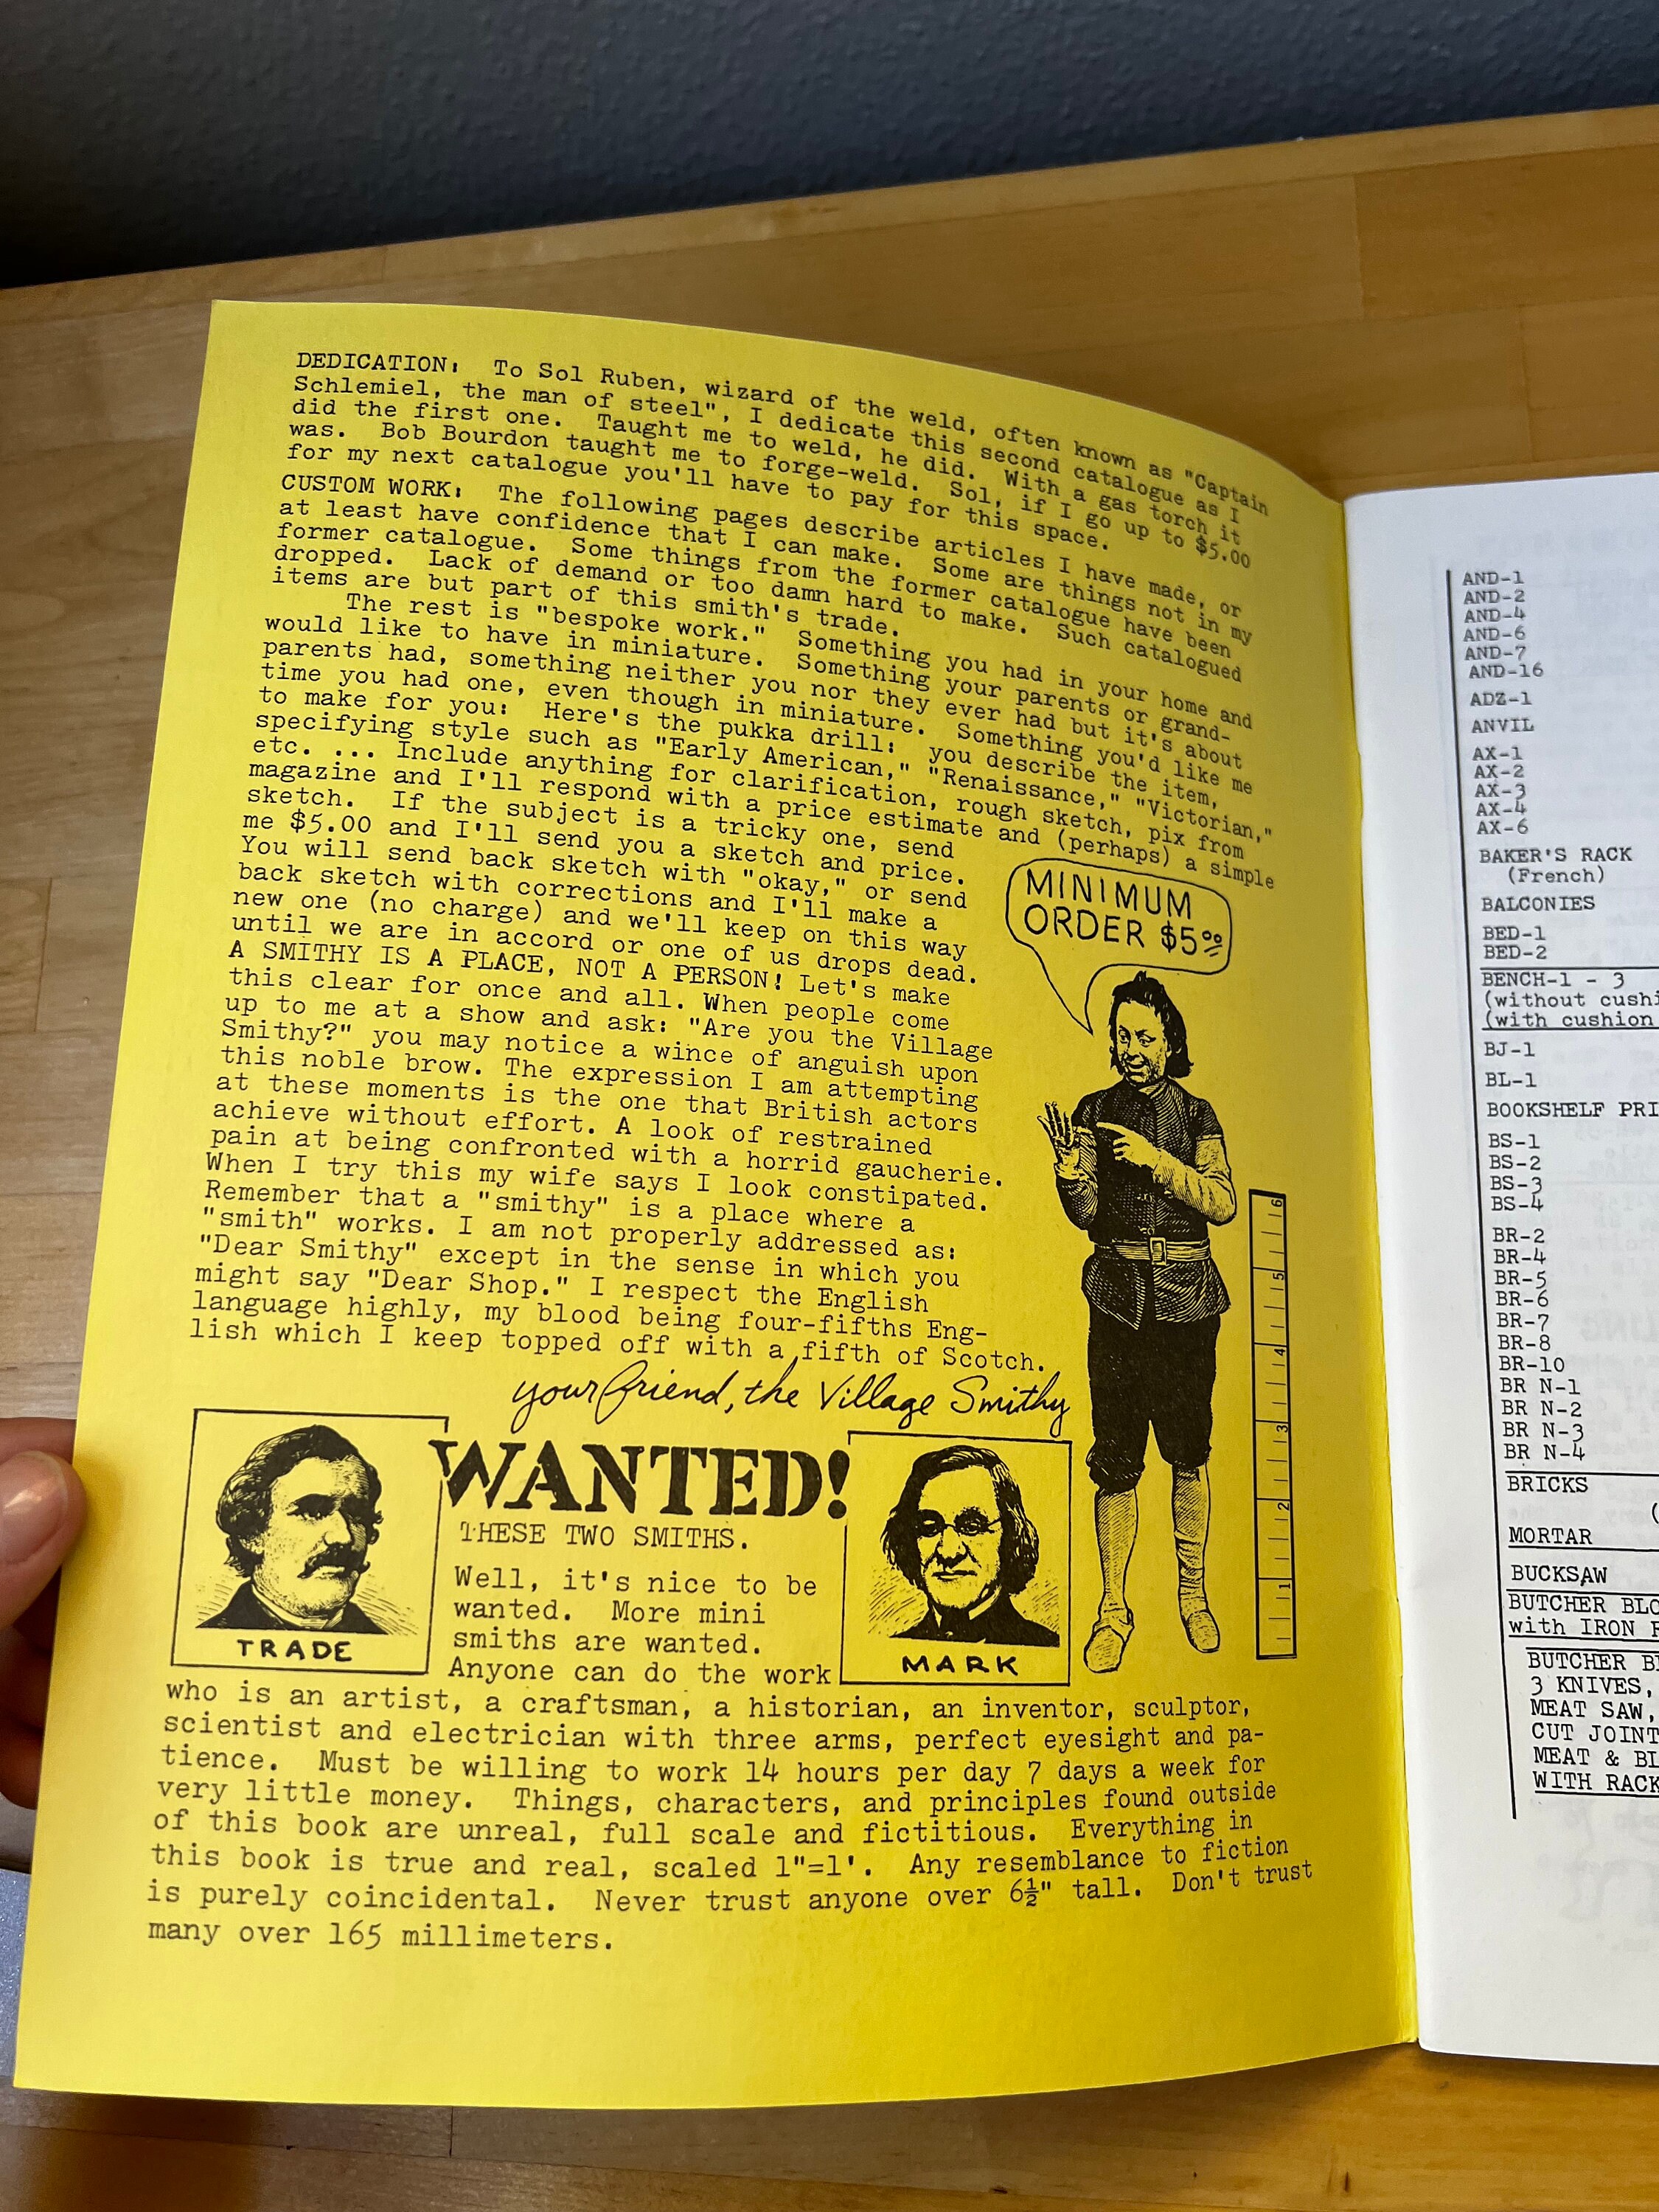 DEDICATION: To Sol Ruben, wizard of the weld, often known as "Captain
Schlemiel, the man of steel", I dedicate this second catalogue as I
did the first one. Taught me to weld, he did. With a gas torch it
was. Bob Bourdon taught me to forge-weld. Sol, if I go up to $5.00
for my next catalogue you'll have to pay for this space.
CUSTOM WORK: The following pages describe articles I have made, or
at least have confidence that I can make. Some are things not in my
former catalogue. Some things from the former catalogue have been
dropped. Lack of demand or too damn hard to make. Such catalogued
items are but part of this smith's trade.
The rest is "bespoke work." Something you had in your home and
would like to have in miniature. Something your parents or grand-
parents had, something neither you nor they ever had but it's about
time you had one, even though in miniature. Something you'd like me
to make for you: Here's the pukka drill: you describe the item,
specifying style such as "Early American," "Renaissance," "Victorian,"
etc. ... Include anything for clarification, rough sketch, pix from
magazine and I'll respond with a price estimate and (perhaps) a simple
sketch. If the subject is a tricky one, send
me $5.00 and I'll send you a sketch and price.
You will send back sketch with "okay," or send
back sketch with corrections and I'll make a
new one (no charge) and we'll keep on this way
until we are in accord or one of us drops dead.
A SMITHY IS A PLACE, NOT A PERSON! Let's make
this clear for once and all. When people come
up to me at a show and ask: "Are you the Village
Smithy?" you may notice a wince of anguish upon
this noble brow. The expression I am attempting
at these moments is the one that British actors
achieve without effort. A look of restrained
pain at being confronted with a horrid gaucherie.
When I try this my wife says I look constipated.
Remember that a "smithy" is a place where a
"smith" works. I am not properly addressed as:
"Dear Smithy" except in the sense in which you
might say "Dear Shop." I respect the English
language highly, my blood being four-fifths Eng-
lish which I keep topped off with a fifth of Scotch.
your friend, the Village Smithy
MINIMUM
ORDER $5.00
6
5
4
3
2
1
TRADE
WANTED!
THESE TWO SMITHS.
MARK
Well, it's nice to be
wanted. More mini
smiths are wanted.
Anyone can do the work
who is an artist, a craftsman, a historian, an inventor, sculptor,
scientist and electrician with three arms, perfect eyesight and pa-
tience. Must be willing to work 14 hours per day 7 days a week for
very little money. Things, characters, and principles found outside
of this book are unreal, full scale and fictitious. Everything in
this book is true and real, scaled 1"=1'. Any resemblance to fiction
is purely coincidental. Never trust anyone over 6½" tall. Don't trust
many over 165 millimeters.
AND-1
AND-2
AND-4
AND-6
AND-7
AND-16
ADZ-1
ANVIL
AX-1
AX-2
AX-3
AX-4
AX-6
BAKER'S RACK
(French)
BALCONIES
BED-1
BED-2
BENCH-1 - 3
(without cushi
(with cushion
BJ-1
BL-1
BOOKSHELF PRI
BS-1
BS-2
BS-3
BS-4
BR-2
BR-4
BR-5
BR-6
BR-7
BR-8
BR-10
BR N-1
BR N-2
BR N-3
BR N-4
BRICKS
(
MORTAR
BUCKSAW
BUTCHER BLO
with IRON
BUTCHER B
3 KNIVES,
MEAT SAW,
CUT JOINT
MEAT & BL
WITH RACK